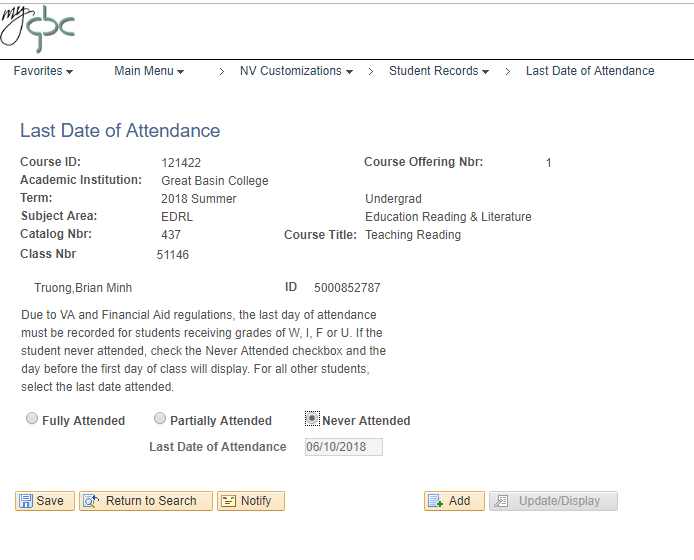 my gbc
Favorites Main Menu > NV Customizations > Student Records > Last Date of Attendance
Last Date of Attendance
Course ID: 121422 Course Offering Nbr: 1
Academic Institution: Great Basin College
Term: 2018 Summer Undergrad
Subject Area: EDRL Education Reading & Literature
Catalog Nbr: 437 Course Title: Teaching Reading
Class Nbr 51146
Truong,Brian Minh ID 5000852787
Due to VA and Financial Aid regulations, the last day of attendance
must be recorded for students receiving grades of W, I, F or U. If the
student never attended, check the Never Attended checkbox and the
day before the first day of class will display. For all other students,
select the last date attended.
Fully Attended Partially Attended Never Attended
Last Date of Attendance 06/10/2018
Save Return to Search Notify Add Update/Display